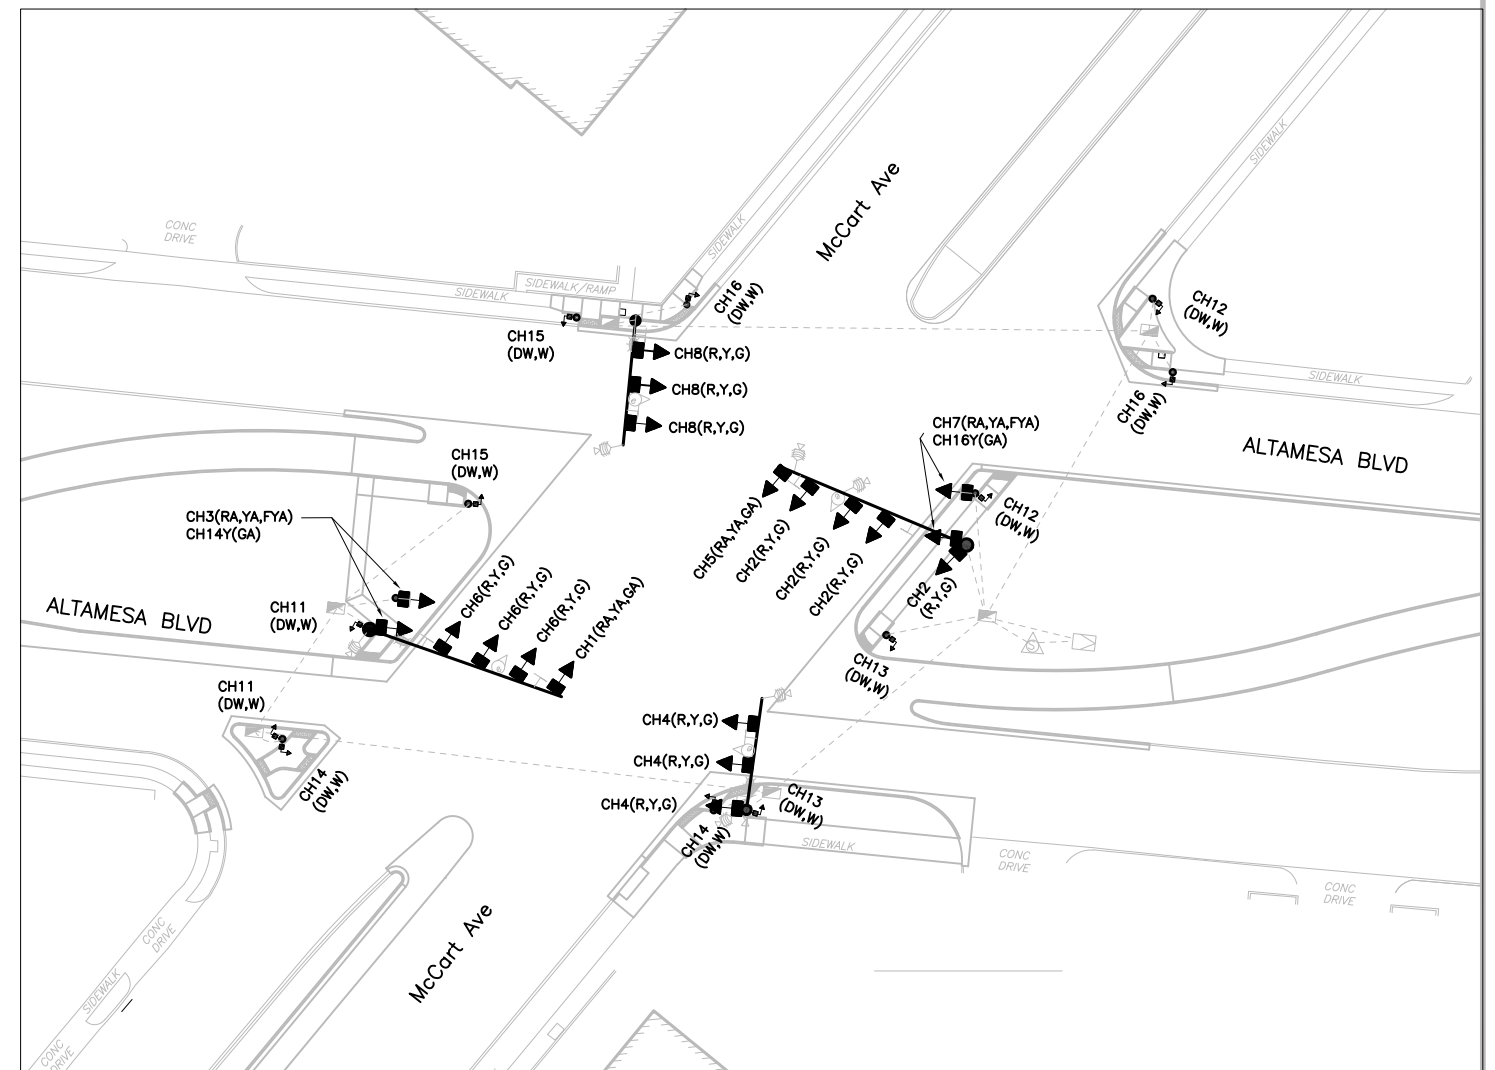 SIDEWALK
McCart Ave
CONC
DRIVE
SIDEWALK
SIDEWALK/RAMP
SIDEWALK
CH16
(DW,W)
CH12
(DW,W)
CH15
(DW,W)
CH8(R,Y,G)
CH8(R,Y,G)
CH8(R,Y,G)
SIDEWALK
CH16
(DW,W)
CH7(RA,YA,FYA)
CH16Y(GA)
ALTAMESA BLVD
CH15
(DW,W)
CH3(RA,YA,FYA)
CH14Y(GA)
CH5(RA,YA,GA)
CH2(R,Y,G)
CH2(R,Y,G)
CH2(R,Y,G)
CH12
(DW,W)
CH2
(R,Y,G)
CH6(R,Y,G)
CH6(R,Y,G)
CH6(R,Y,G)
CH1(RA,YA,GA)
ALTAMESA BLVD
CH11
(DW,W)
S
CH13
(DW,W)
CH11
(DW,W)
CH4(R,Y,G)
CH4(R,Y,G)
CH4(R,Y,G)
CH14
(DW,W)
CH13
(DW,W)
CH14
(DW,W)
SIDEWALK
CONC
DRIVE
CONC
DRIVE
McCart Ave
CONC
DRIVE
SIDEWALK
CONC
DRIVE